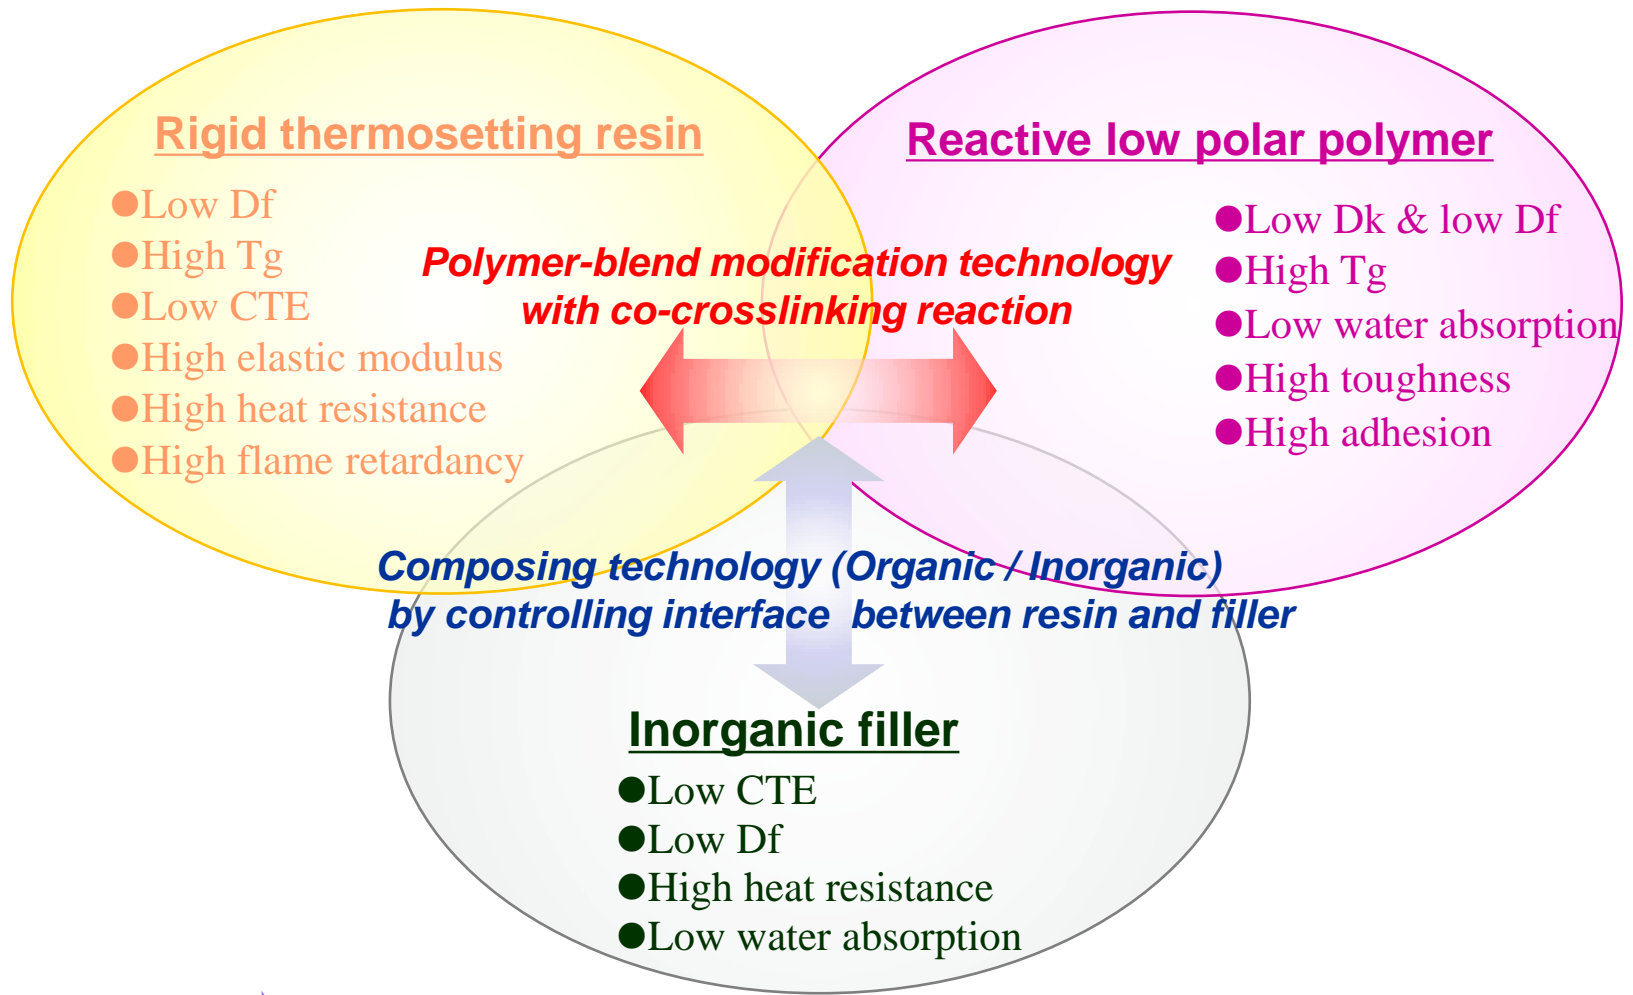 Rigid thermosetting resin
●Low Df
●High Tg
●Low CTE
●High elastic modulus
●High heat resistance
●High flame retardancy
Reactive low polar polymer
●Low Dk & low Df
●High Tg
●Low water absorption
●High toughness
●High adhesion
Polymer-blend modification technology
with co-crosslinking reaction
Composing technology (Organic / Inorganic)
by controlling interface between resin and filler
Inorganic filler
●Low CTE
●Low Df
●High heat resistance
●Low water absorption